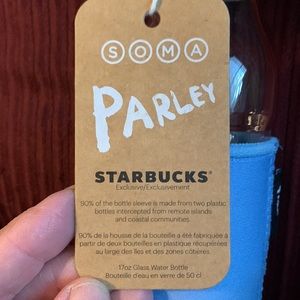 SOMA
PARLEY
STARBUCKS®
Exclusive/Exclusivement
90% of the bottle sleeve is made from two plastic
bottles intercepted from remote islands
and coastal communities.
90% de la housse de la bouteille a été fabriquée à
partir de deux bouteilles en plastique récupérées
au large des îles et des zones côtières.
17oz Glass Water Bottle
Bouteille d'eau en verre de 50 cl